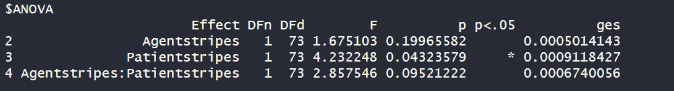 $ANOVA
Effect DFn DFd F p p<.05 ges
2 Agentstripes 1 73 1.675103 0.19965582 0.0005014143
3 Patientstripes 1 73 4.232248 0.04323579 * 0.0009118427
4 Agentstripes:Patientstripes 1 73 2.857546 0.09521222 0.0006740056